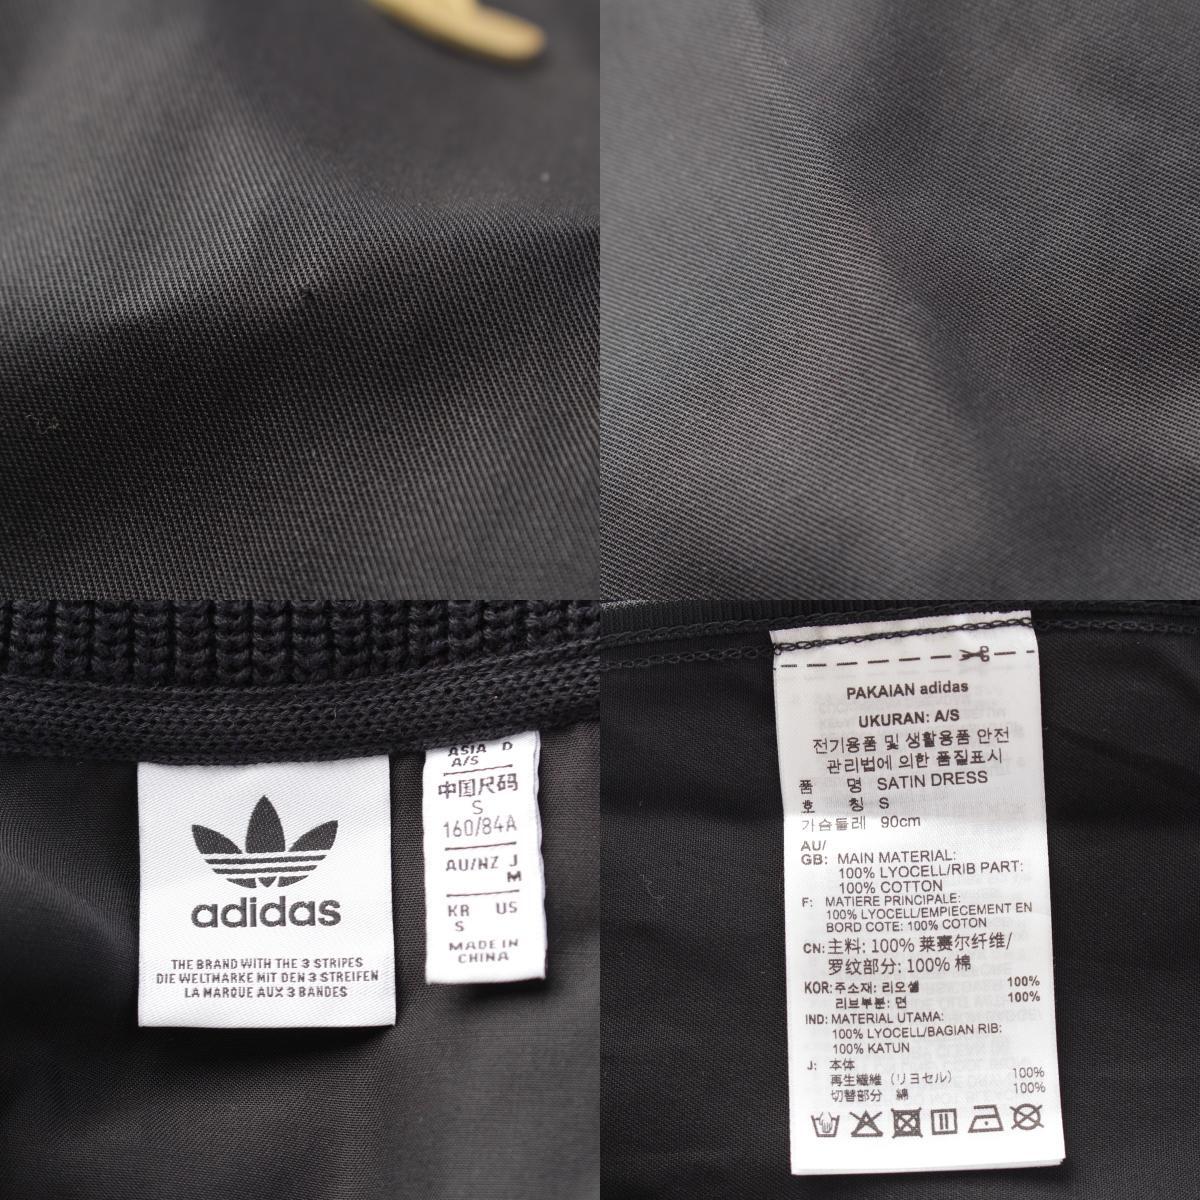 adidas
THE BRAND WITH THE 3 STRIPES
DIE WELTMARKE MIT DEN 3 STREIFEN
LA MARQUE AUX 3 BANDES
ASIA D
A/S
中国尺码
S
160/84A
AU/NZ J
M
KR US
S
MADE IN
CHINA
PAKAIAN adidas
UKURAN: A/S
전기용품 및 생활용품 안전
관리법에 의한 품질표시
품 명 SATIN DRESS
호 칭 S
가슴둘레 90cm
AU/
GB: MAIN MATERIAL:
100% LYOCELL/RIB PART:
100% COTTON
F: MATIERE PRINCIPALE:
100% LYOCELL/EMPIECEMENT EN
BORD COTE: 100% COTON
CN: 主料: 100% 莱赛尔纤维/
罗纹部分: 100% 棉
KOR: 주소재: 리오셀 100%
리브부분: 면 100%
IND: MATERIAL UTAMA:
100% LYOCELL/BAGIAN RIB:
100% KATUN
J: 本体
再生繊維（リヨセル） 100%
切替部分 綿 100%